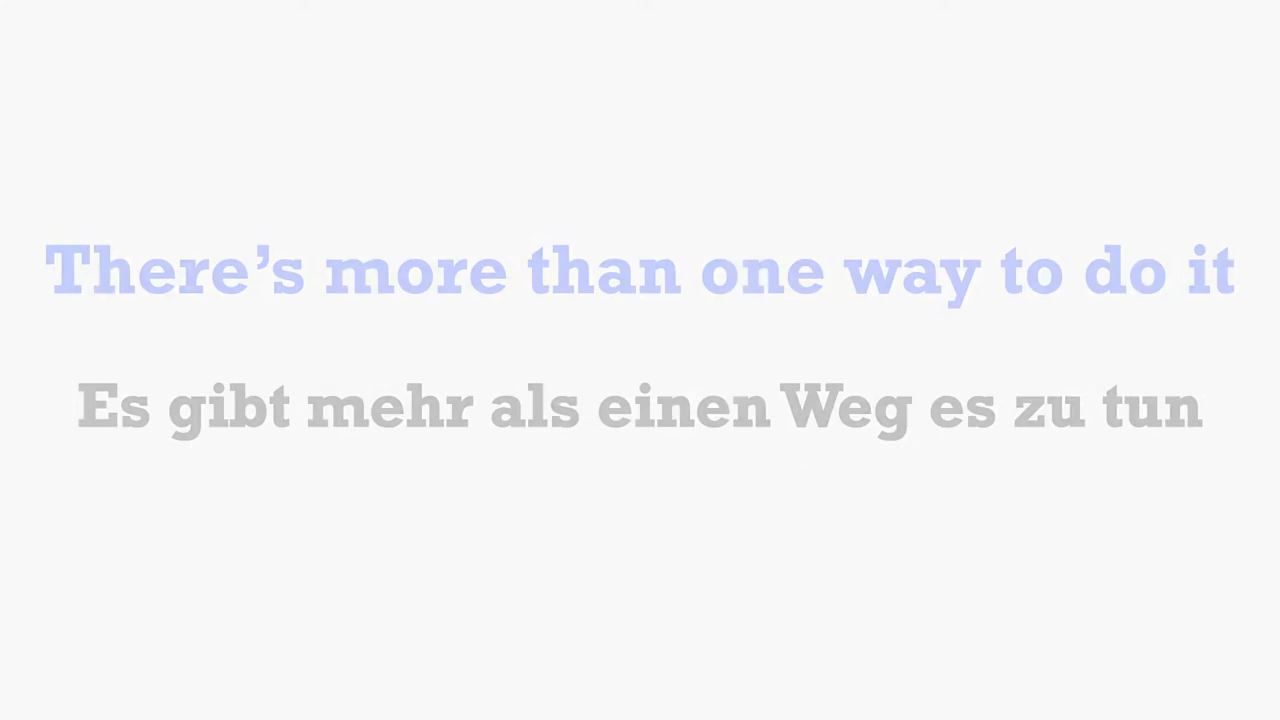 There’s more than one way to do it
Es gibt mehr als einen Weg es zu tun